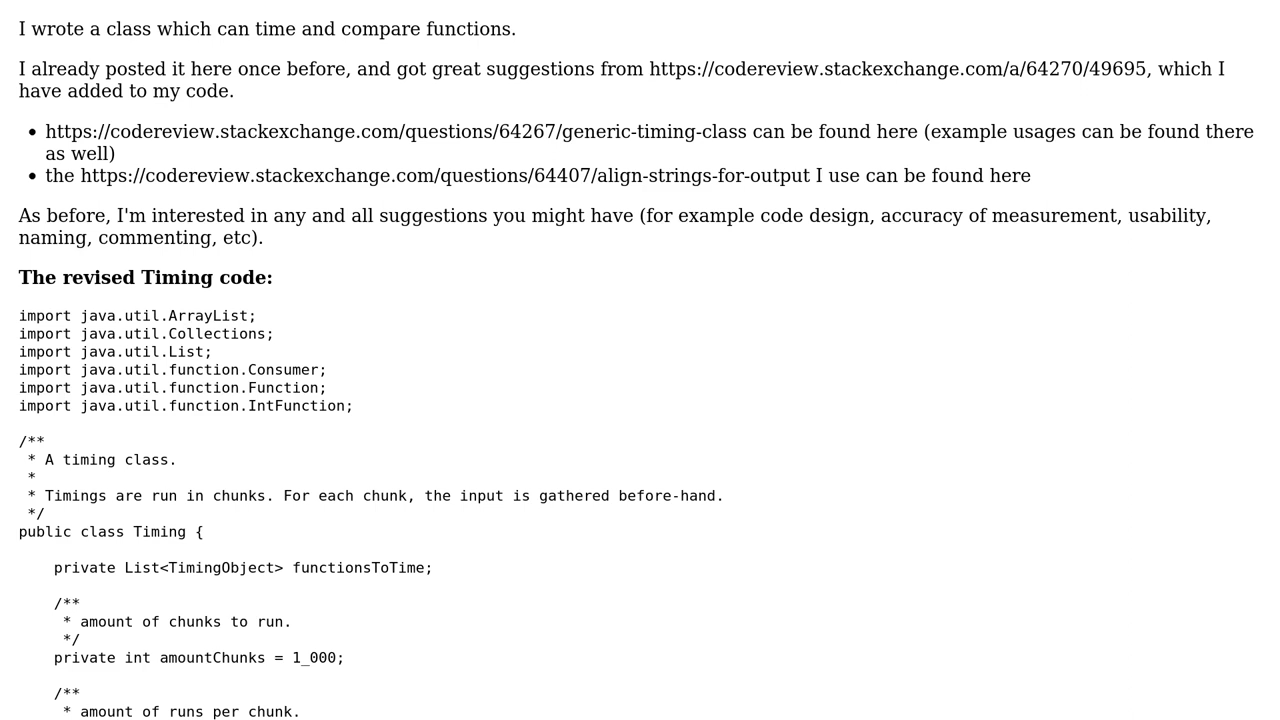 I wrote a class which can time and compare functions.
I already posted it here once before, and got great suggestions from https://codereview.stackexchange.com/a/64270/49695, which I
have added to my code.
• https://codereview.stackexchange.com/questions/64267/generic-timing-class can be found here (example usages can be found there
as well)
• the https://codereview.stackexchange.com/questions/64407/align-strings-for-output I use can be found here
As before, I'm interested in any and all suggestions you might have (for example code design, accuracy of measurement, usability,
naming, commenting, etc).
The revised Timing code:
import java.util.ArrayList;
import java.util.Collections;
import java.util.List;
import java.util.function.Consumer;
import java.util.function.Function;
import java.util.function.IntFunction;
/**
 * A timing class.
 *
 * Timings are run in chunks. For each chunk, the input is gathered before-hand.
 */
public class Timing {
    private List<TimingObject> functionsToTime;
    /**
     * amount of chunks to run.
     */
    private int amountChunks = 1_000;
    /**
     * amount of runs per chunk.